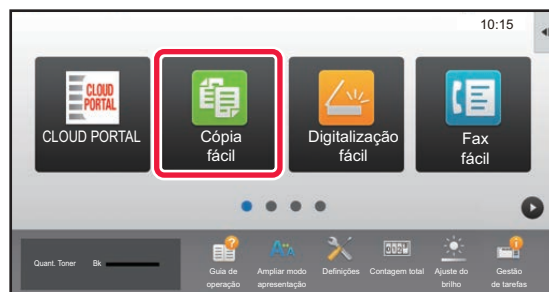 10:15
CLOUD
PORTAL
CLOUD PORTAL
Cópia
fácil
Digitalização
fácil
Fax
fácil
Quant. Toner Bk
Guia de
operação
Ampliar modo
apresentação
Definições
Contagem total
Ajuste do
brilho
Gestão
de tarefas